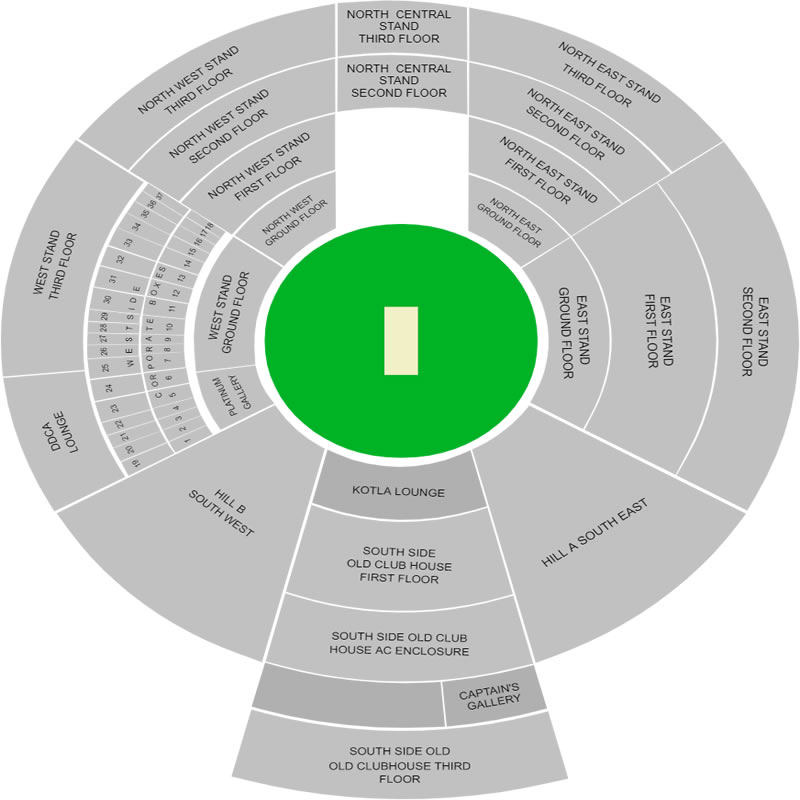 NORTH CENTRAL
STAND
THIRD FLOOR
NORTH CENTRAL
STAND
SECOND FLOOR
NORTH WEST STAND
THIRD FLOOR
NORTH WEST STAND
SECOND FLOOR
NORTH WEST STAND
FIRST FLOOR
NORTH WEST
GROUND FLOOR
NORTH EAST STAND
THIRD FLOOR
NORTH EAST STAND
SECOND FLOOR
NORTH EAST STAND
FIRST FLOOR
NORTH EAST
GROUND FLOOR
WEST STAND
THIRD FLOOR
DDCA
LOUNGE
37
36
35
34
33
32
31
30
29
28
27
26
25
24
23
22
21
20
19
WEST SIDE
CORPORATE BOXES
18
17
16
15
14
13
12
11
10
9
8
7
6
5
4
3
2
1
WEST STAND
GROUND FLOOR
PLATINUM
GALLERY
EAST STAND
GROUND FLOOR
EAST STAND
FIRST FLOOR
EAST STAND
SECOND FLOOR
HILL B
SOUTH WEST
HILL A SOUTH EAST
KOTLA LOUNGE
SOUTH SIDE
OLD CLUB HOUSE
FIRST FLOOR
SOUTH SIDE OLD CLUB
HOUSE AC ENCLOSURE
CAPTAIN'S
GALLERY
SOUTH SIDE OLD
OLD CLUBHOUSE THIRD
FLOOR